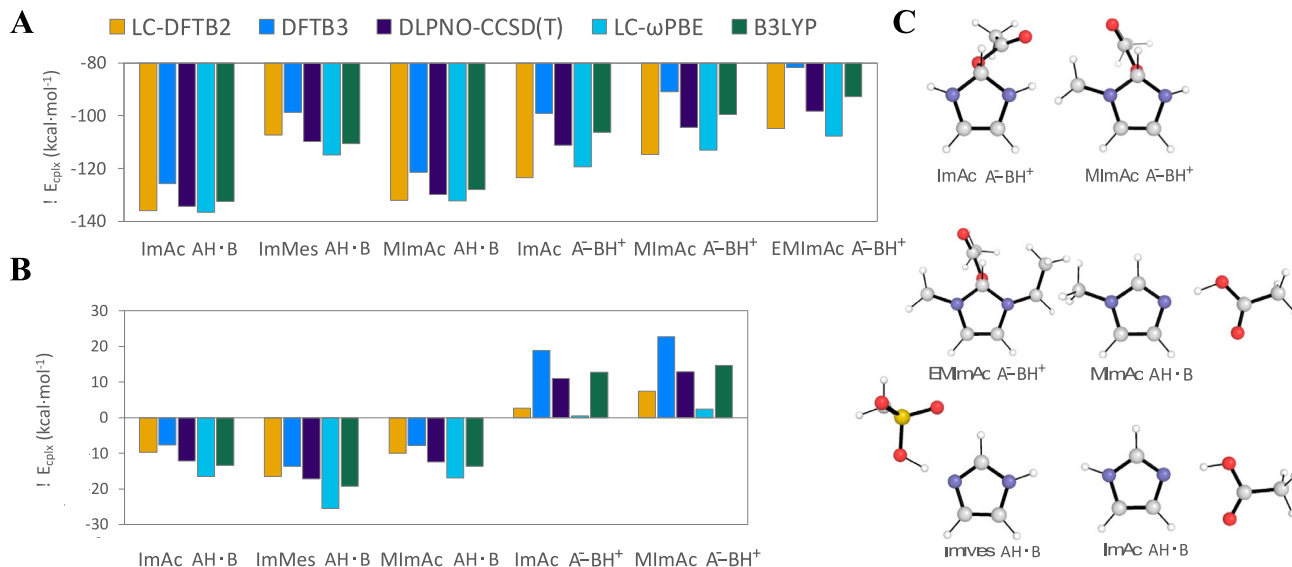 A
LC-DFTB2 DFTB3 DLPNO-CCSD(T) LC-ωPBE B3LYP
! E_cplx (kcal·mol⁻¹)
-80
-100
-120
-140
ImAc AH·B ImMes AH·B MImAc AH·B ImAc A⁻–BH⁺ MImAc A⁻–BH⁺ EMImAc A⁻–BH⁺
B
! E_cplx (kcal·mol⁻¹)
30
20
10
0
-10
-20
-30
ImAc AH·B ImMes AH·B MImAc AH·B ImAc A⁻–BH⁺ MImAc A⁻–BH⁺
C
ImAc A⁻–BH⁺ MImAc A⁻–BH⁺
EMImAc A⁻–BH⁺ MImAc AH·B
AH·B ImAc AH·B